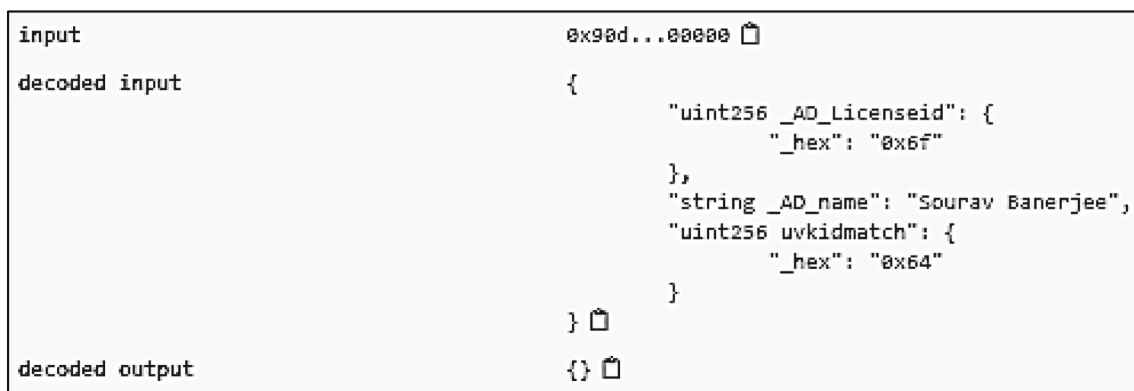 input 0x90d...00000
decoded input {
"uint256 _AD_Licenseid": {
"_hex": "0x6f"
},
"string _AD_name": "Sourav Banerjee",
"uint256 uvkidmatch": {
"_hex": "0x64"
}
}
decoded output {}